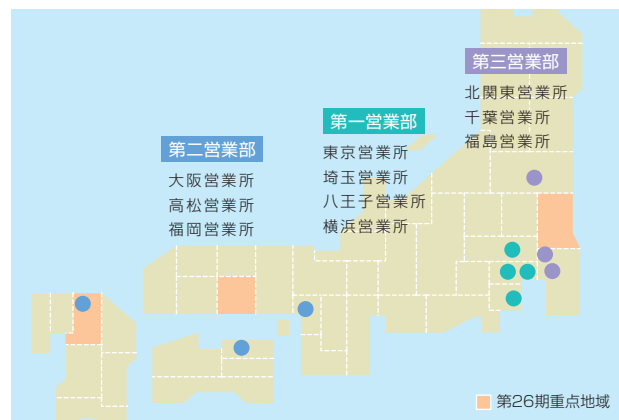 第三営業部
北関東営業所
千葉営業所
福島営業所
第一営業部
東京営業所
埼玉営業所
八王子営業所
横浜営業所
第二営業部
大阪営業所
高松営業所
福岡営業所
第26期重点地域